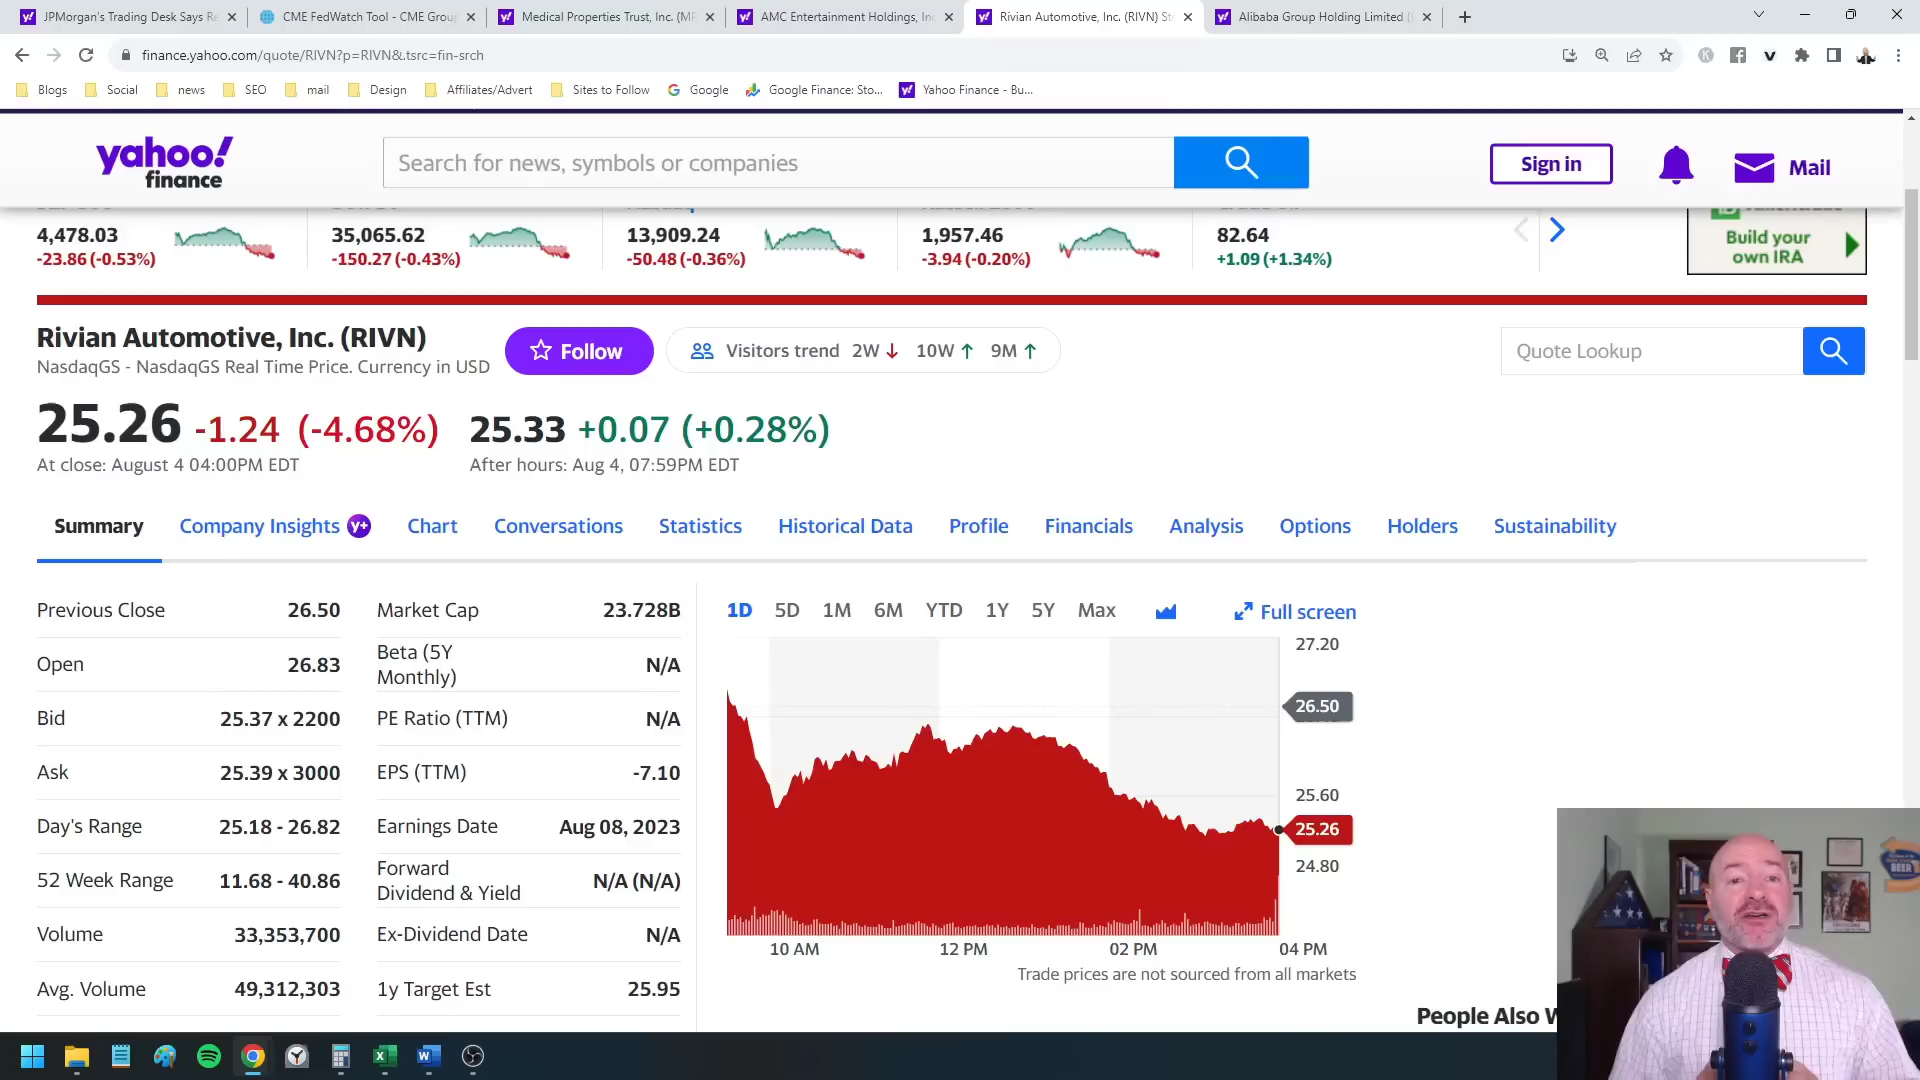 JPMorgan's Trading Desk Says Re
CME FedWatch Tool - CME Group
Medical Properties Trust, Inc. (MP
AMC Entertainment Holdings, Inc
Rivian Automotive, Inc. (RIVN) St
Alibaba Group Holding Limited (
finance.yahoo.com/quote/RIVN?p=RIVN&.tsrc=fin-srch
Blogs
Social
news
SEO
mail
Design
Affiliates/Advert
Sites to Follow
Google
Google Finance: Sto...
Yahoo Finance - Bu...
yahoo!
finance
Search for news, symbols or companies
Sign in
Mail
4,478.03
-23.86 (-0.53%)
35,065.62
-150.27 (-0.43%)
13,909.24
-50.48 (-0.36%)
1,957.46
-3.94 (-0.20%)
82.64
+1.09 (+1.34%)
Build your
own IRA
Rivian Automotive, Inc. (RIVN)
NasdaqGS - NasdaqGS Real Time Price. Currency in USD
Follow
Visitors trend 2W 10W 9M
Quote Lookup
25.26 -1.24 (-4.68%)
At close: August 4 04:00PM EDT
25.33 +0.07 (+0.28%)
After hours: Aug 4, 07:59PM EDT
Summary
Company Insights y+
Chart
Conversations
Statistics
Historical Data
Profile
Financials
Analysis
Options
Holders
Sustainability
Previous Close 26.50
Open 26.83
Bid 25.37 x 2200
Ask 25.39 x 3000
Day's Range 25.18 - 26.82
52 Week Range 11.68 - 40.86
Volume 33,353,700
Avg. Volume 49,312,303
Market Cap 23.728B
Beta (5Y
Monthly) N/A
PE Ratio (TTM) N/A
EPS (TTM) -7.10
Earnings Date Aug 08, 2023
Forward
Dividend & Yield N/A (N/A)
Ex-Dividend Date N/A
1y Target Est 25.95
1D 5D 1M 6M YTD 1Y 5Y Max
Full screen
27.20
26.50
25.60
25.26
24.80
10 AM 12 PM 02 PM 04 PM
Trade prices are not sourced from all markets
People Also
BEER